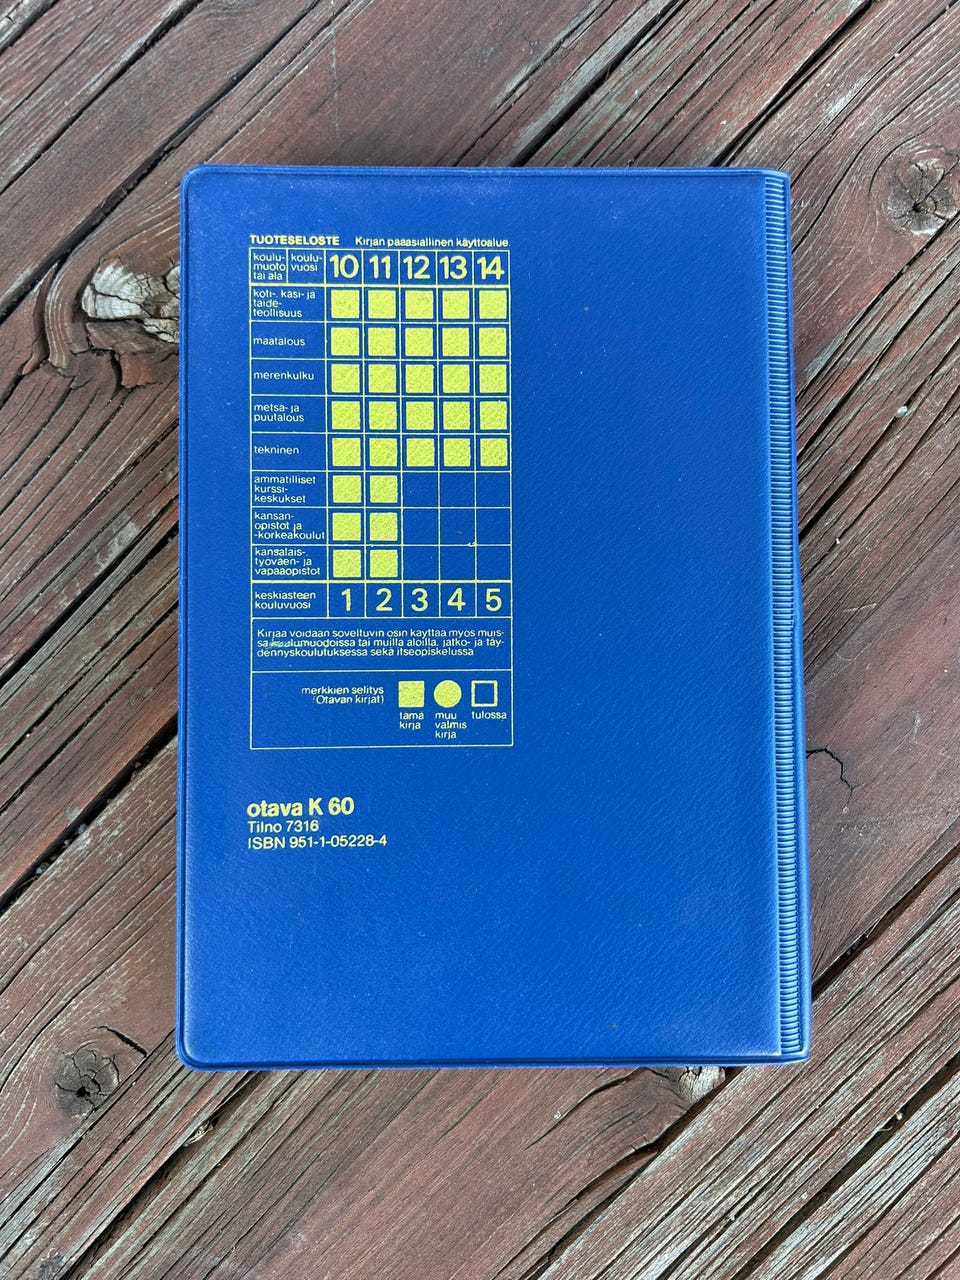 TUOTESELOSTE Kirjan pääasiallinen käyttöalue
koulu-
muoto
tai ala
koulu-
vuosi
10 11 12 13 14
koti-, käsi- ja
taide-
teollisuus
maatalous
merenkulku
metsä- ja
puutalous
tekninen
ammatilliset
kurssi-
keskukset
kansan-
opistot ja
-korkeakoulut
kansalais-,
työväen- ja
vapaaopistot
keskiasteen
kouluvuosi
1 2 3 4 5
Kirjaa voidaan soveltuvin osin käyttää myös muis-
sa koulumuodoissa tai muilla aloilla, jatko- ja täy-
dennyskoulutuksessa sekä itseopiskelussa
merkkien selitys
(Otavan kirjat)
tämä
kirja
muu
valmis
kirja
tulossa
otava K 60
Tilno 7316
ISBN 951-1-05228-4